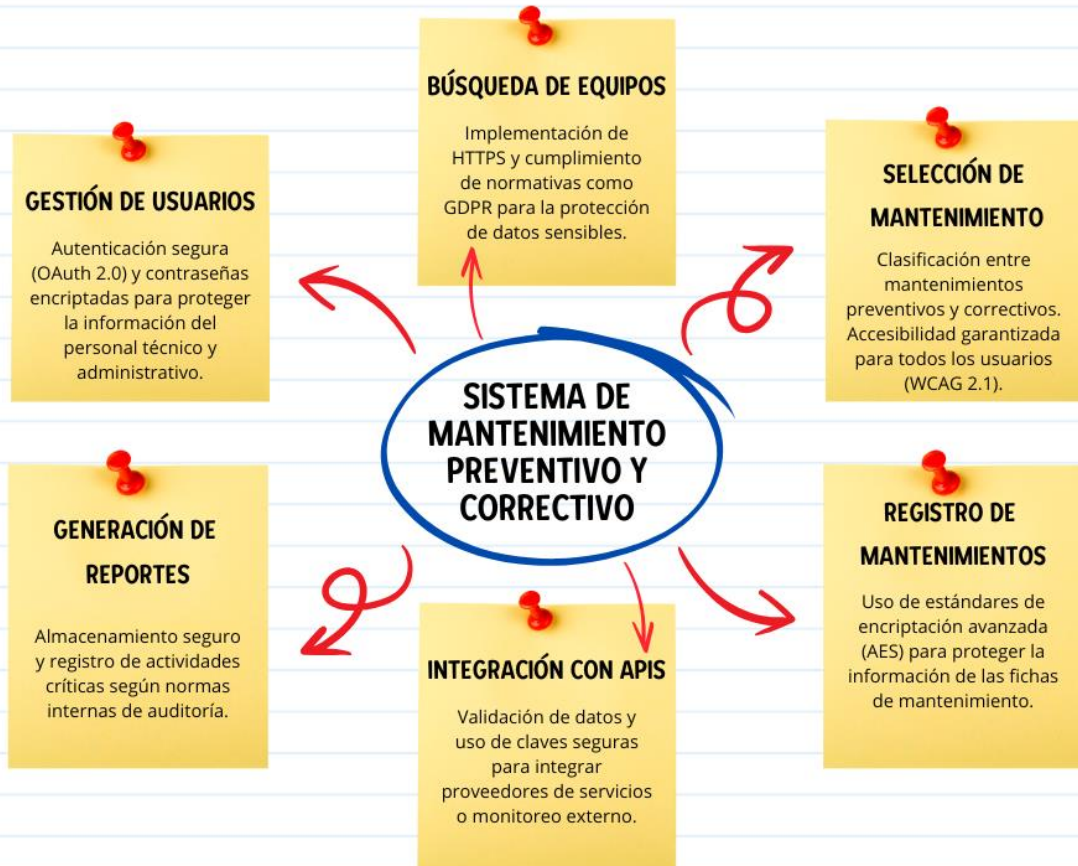 BÚSQUEDA DE EQUIPOS
Implementación de
HTTPS y cumplimiento
de normativas como
GDPR para la protección
de datos sensibles.
GESTIÓN DE USUARIOS
Autenticación segura
(OAuth 2.0) y contraseñas
encriptadas para proteger
la información del
personal técnico y
administrativo.
SELECCIÓN DE
MANTENIMIENTO
Clasificación entre
mantenimientos
preventivos y correctivos.
Accesibilidad garantizada
para todos los usuarios
(WCAG 2.1).
SISTEMA DE
MANTENIMIENTO
PREVENTIVO Y
CORRECTIVO
GENERACIÓN DE
REPORTES
Almacenamiento seguro
y registro de actividades
críticas según normas
internas de auditoría.
INTEGRACIÓN CON APIS
Validación de datos y
uso de claves seguras
para integrar
proveedores de servicios
o monitoreo externo.
REGISTRO DE
MANTENIMIENTOS
Uso de estándares de
encriptación avanzada
(AES) para proteger la
información de las fichas
de mantenimiento.